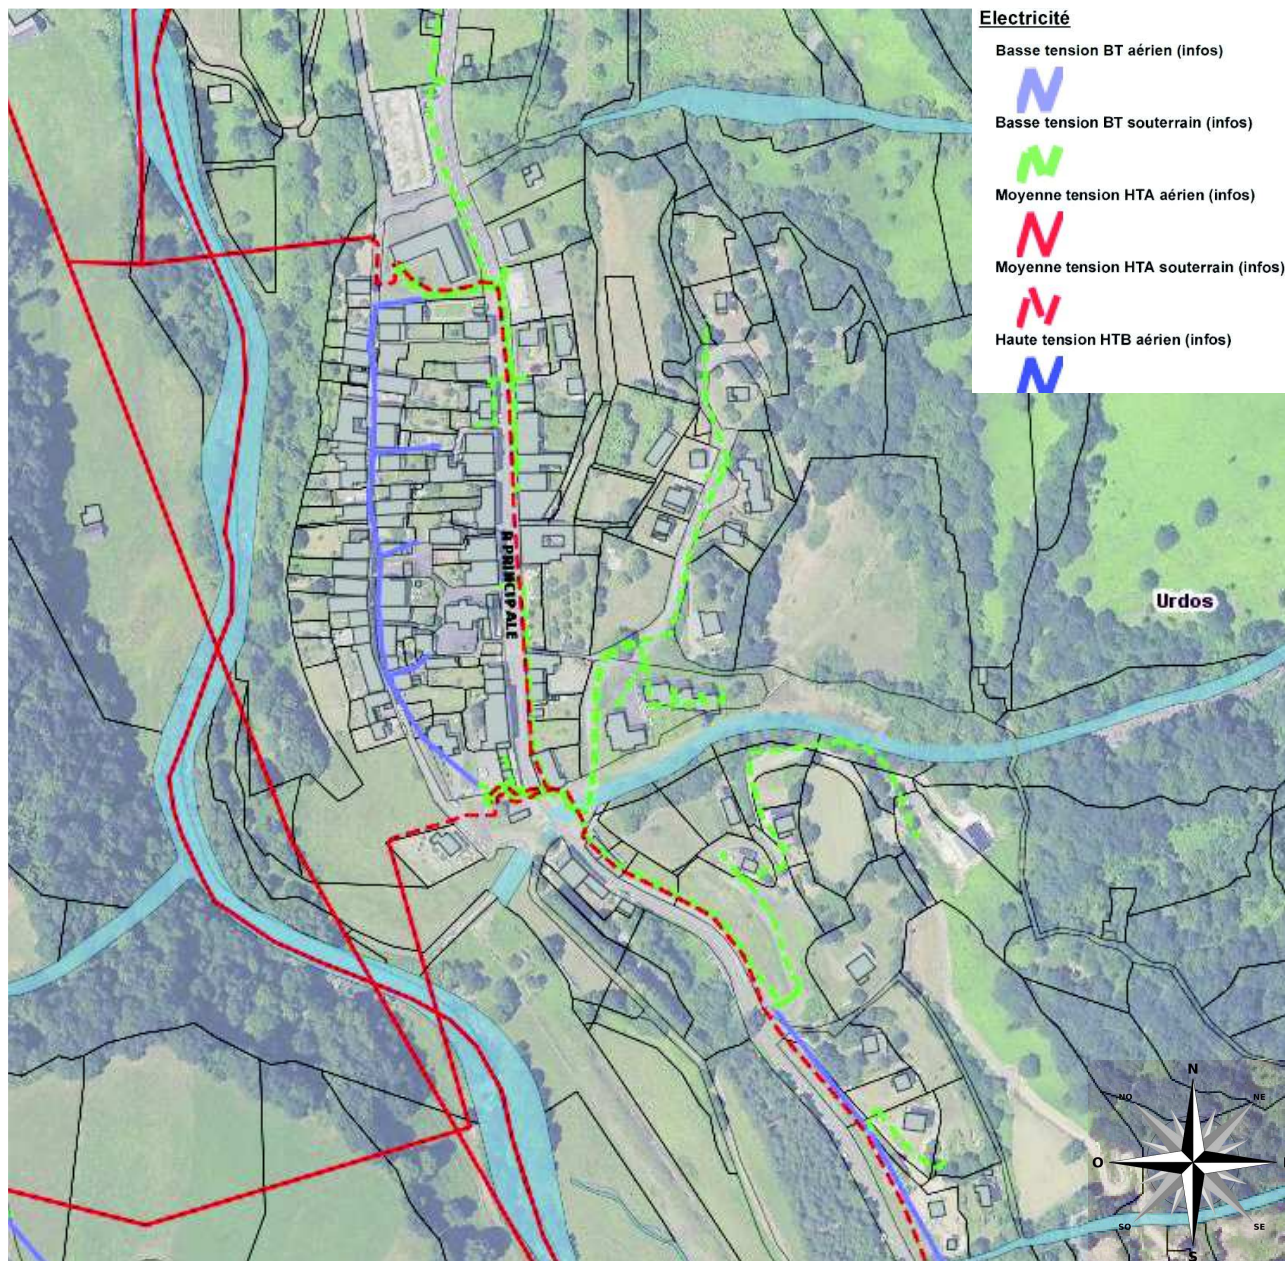 Electricité
Basse tension BT aérien (infos)
Basse tension BT souterrain (infos)
Moyenne tension HTA aérien (infos)
Moyenne tension HTA souterrain (infos)
Haute tension HTB aérien (infos)
R PRINCIPALE
Urdos
N
NO
NE
O
SO
SE
S